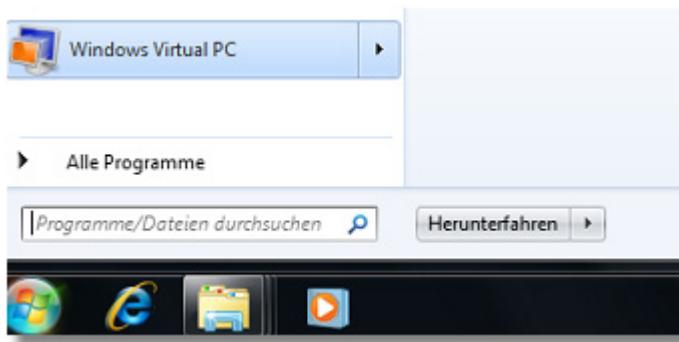 Windows Virtual PC
Alle Programme
Programme/Dateien durchsuchen
Herunterfahren